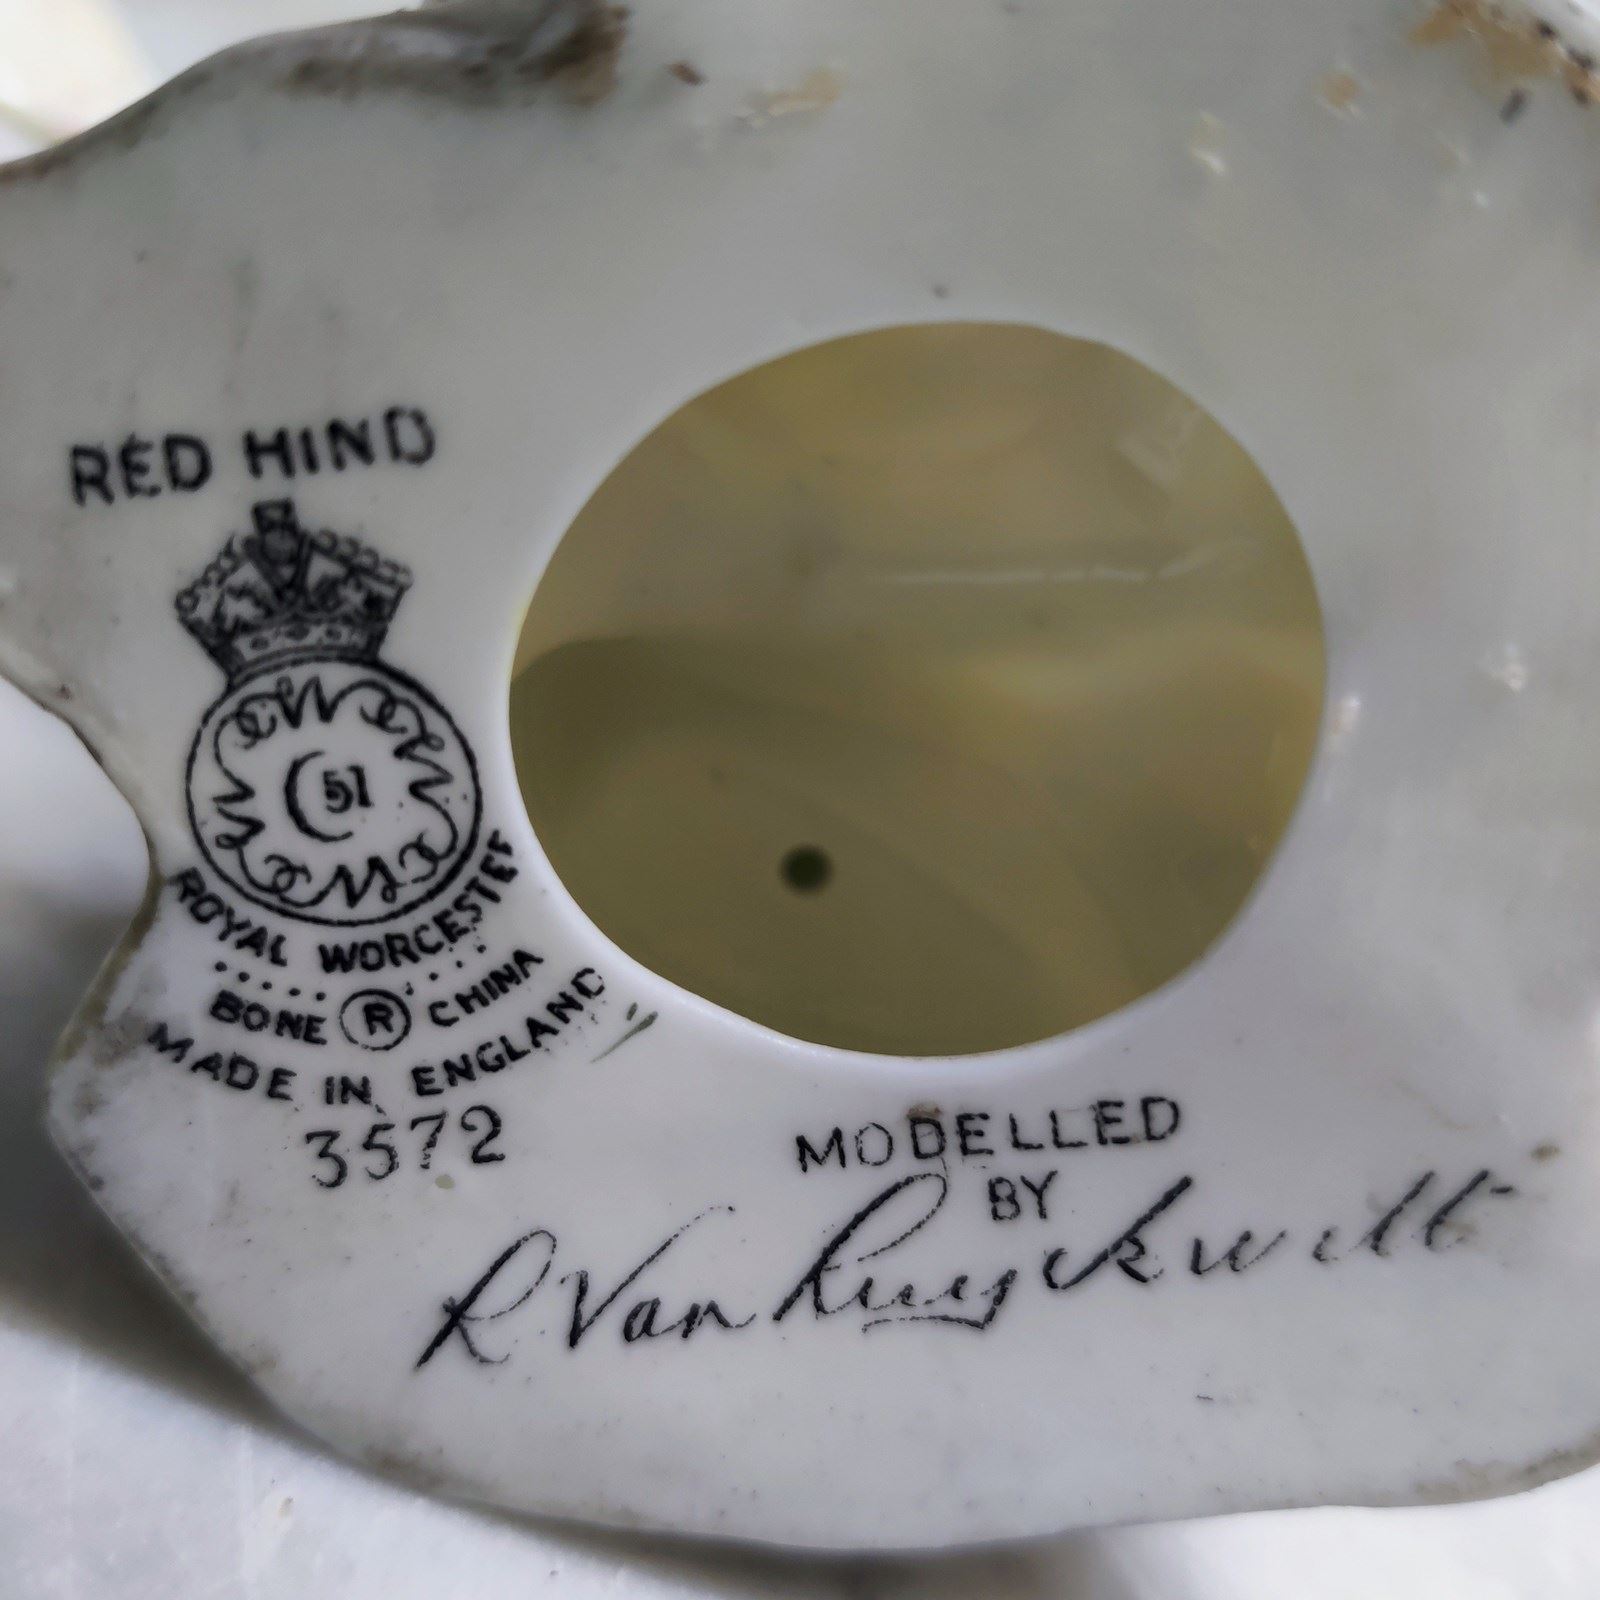 RED HIND
51
ROYAL WORCESTER
BONE ® CHINA
MADE IN ENGLAND
3572
MODELLED
BY
R Van Ruyckevelt